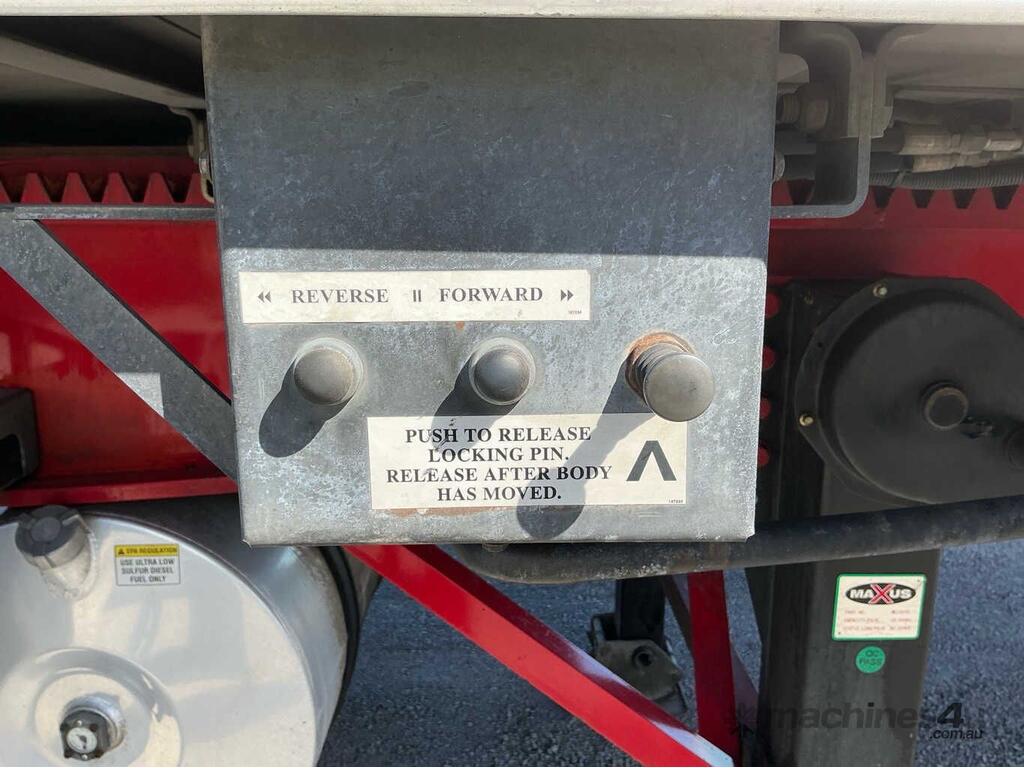 REVERSE FORWARD
PUSH TO RELEASE
LOCKING PIN.
RELEASE AFTER BODY
HAS MOVED.
EPA REGULATION
USE ULTRA LOW
SULFUR DIESEL
FUEL ONLY
MAXUS
QC
PASS
machines4
.com.au